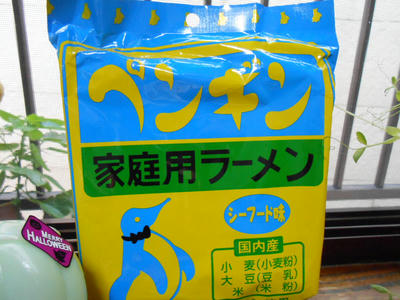 ペンギン
家庭用ラーメン
シーフード味
国内産
小麦(小麦粉)
大豆(豆乳)
米(米粉)
MERRY
HALLOWEEN